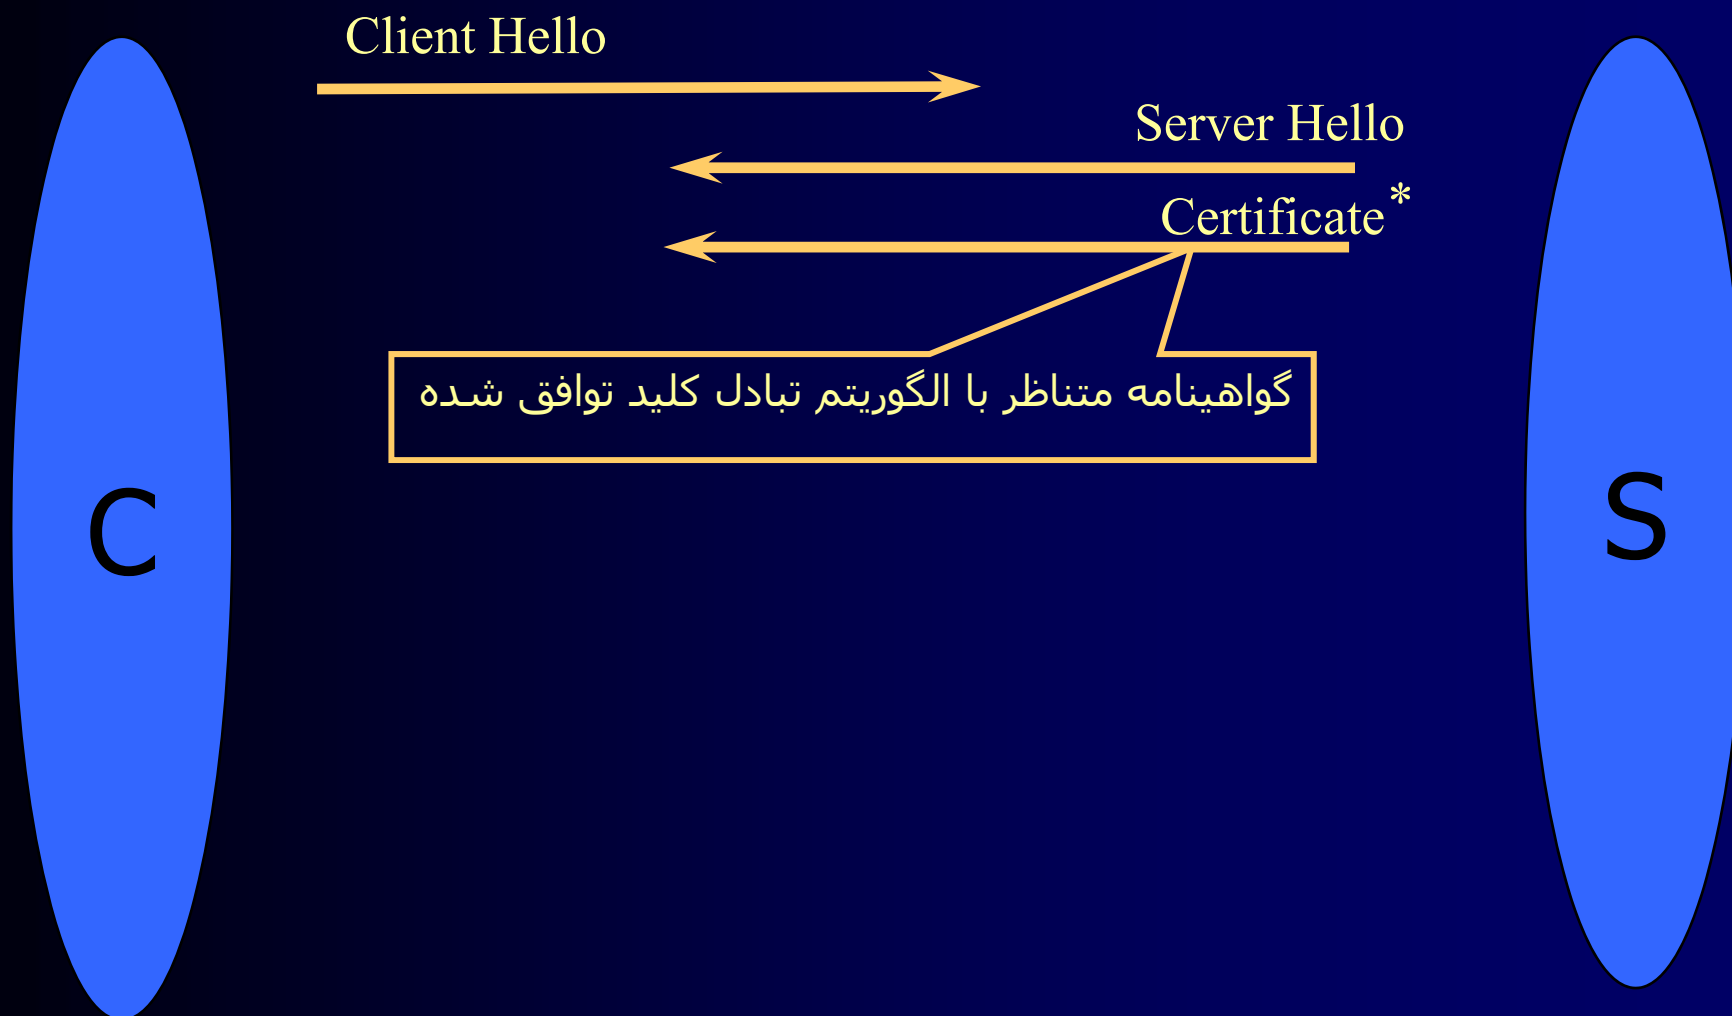 Client Hello
Server Hello
Certificate*
گواهینامه متناظر با الگوریتم تبادل کلید توافق شده
C
S